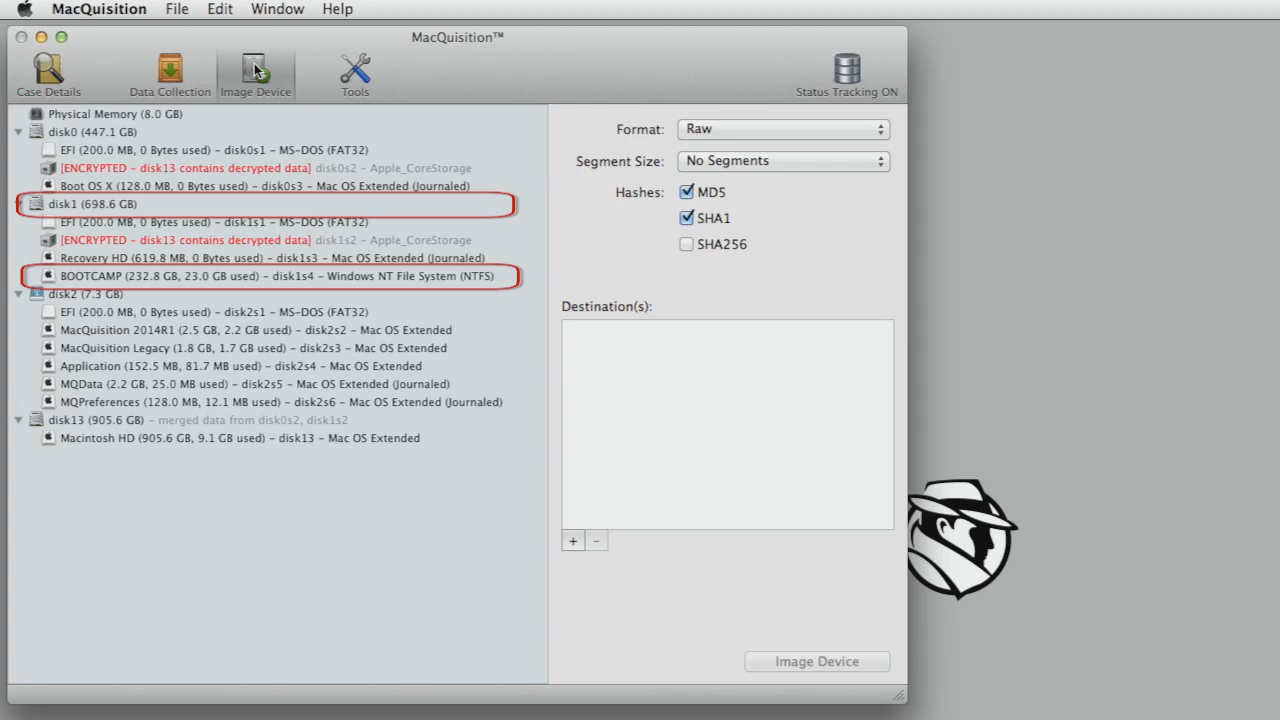 MacQuisition File Edit Window Help
MacQuisition™
Case Details Data Collection Image Device Tools Status Tracking ON
Physical Memory (8.0 GB)
disk0 (447.1 GB)
EFI (200.0 MB, 0 Bytes used) – disk0s1 – MS-DOS (FAT32)
[ENCRYPTED – disk13 contains decrypted data] disk0s2 – Apple_CoreStorage
Boot OS X (128.0 MB, 0 Bytes used) – disk0s3 – Mac OS Extended (Journaled)
disk1 (698.6 GB)
EFI (200.0 MB, 0 Bytes used) – disk1s1 – MS-DOS (FAT32)
[ENCRYPTED – disk13 contains decrypted data] disk1s2 – Apple_CoreStorage
Recovery HD (619.8 MB, 0 Bytes used) – disk1s3 – Mac OS Extended (Journaled)
BOOTCAMP (232.8 GB, 23.0 GB used) – disk1s4 – Windows NT File System (NTFS)
disk2 (7.3 GB)
EFI (200.0 MB, 0 Bytes used) – disk2s1 – MS-DOS (FAT32)
MacQuisition 2014R1 (2.5 GB, 2.2 GB used) – disk2s2 – Mac OS Extended
MacQuisition Legacy (1.8 GB, 1.7 GB used) – disk2s3 – Mac OS Extended
Application (152.5 MB, 81.7 MB used) – disk2s4 – Mac OS Extended
MQData (2.2 GB, 25.0 MB used) – disk2s5 – Mac OS Extended (Journaled)
MQPreferences (128.0 MB, 12.1 MB used) – disk2s6 – Mac OS Extended (Journaled)
disk13 (905.6 GB) – merged data from disk0s2, disk1s2
Macintosh HD (905.6 GB, 9.1 GB used) – disk13 – Mac OS Extended
Format: Raw
Segment Size: No Segments
Hashes: MD5
SHA1
SHA256
Destination(s):
+ −
Image Device